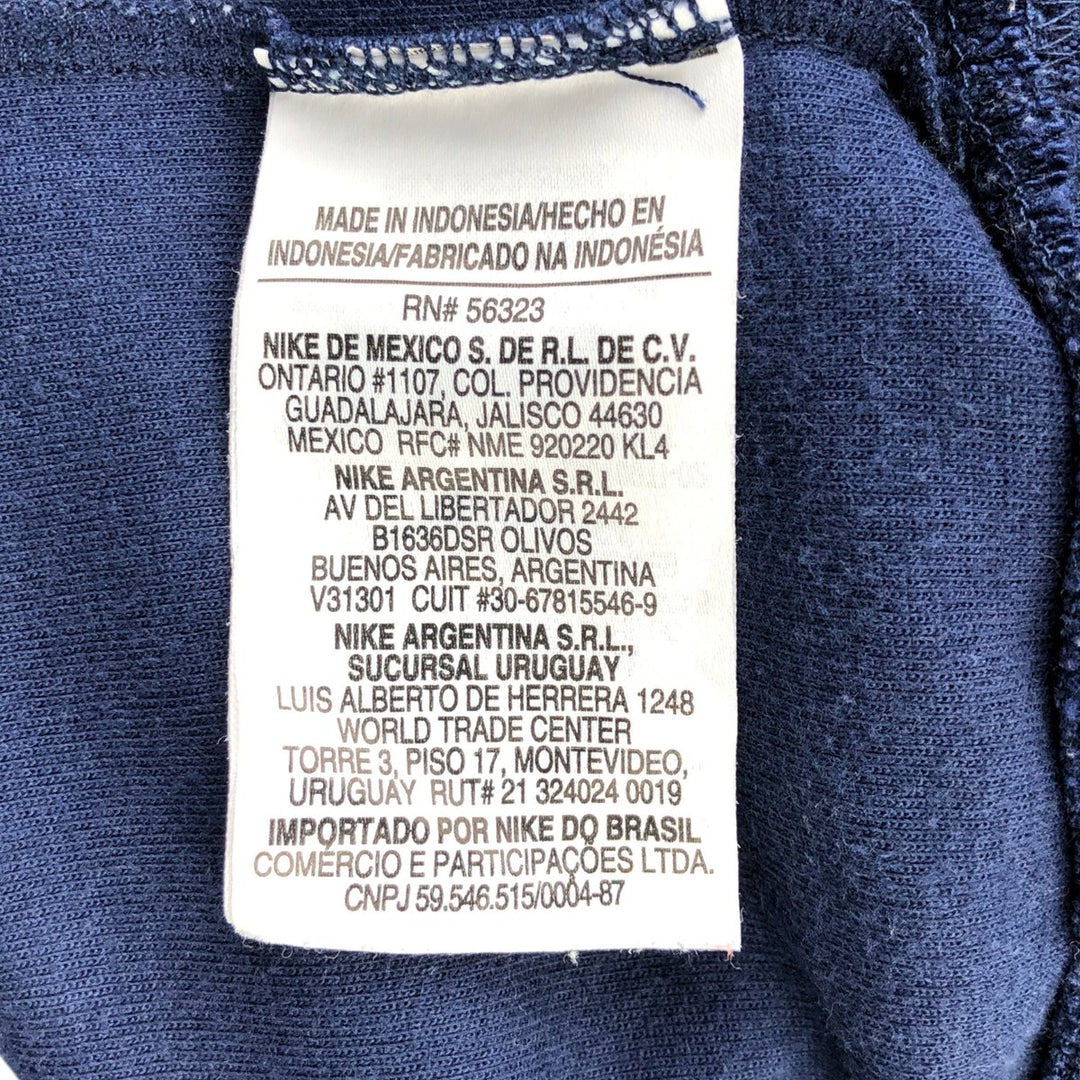 MADE IN INDONESIA/HECHO EN
INDONESIA/FABRICADO NA INDONÉSIA
RN# 56323
NIKE DE MEXICO S. DE R.L. DE C.V.
ONTARIO #1107, COL. PROVIDENCIA
GUADALAJARA, JALISCO 44630
MEXICO RFC# NME 920220 KL4
NIKE ARGENTINA S.R.L.
AV DEL LIBERTADOR 2442
B1636DSR OLIVOS
BUENOS AIRES, ARGENTINA
V31301 CUIT #30-67815546-9
NIKE ARGENTINA S.R.L.,
SUCURSAL URUGUAY
LUIS ALBERTO DE HERRERA 1248
WORLD TRADE CENTER
TORRE 3, PISO 17, MONTEVIDEO,
URUGUAY RUT# 21 324024 0019
IMPORTADO POR NIKE DO BRASIL
COMÉRCIO E PARTICIPAÇÕES LTDA.
CNPJ 59.546.515/0004-87